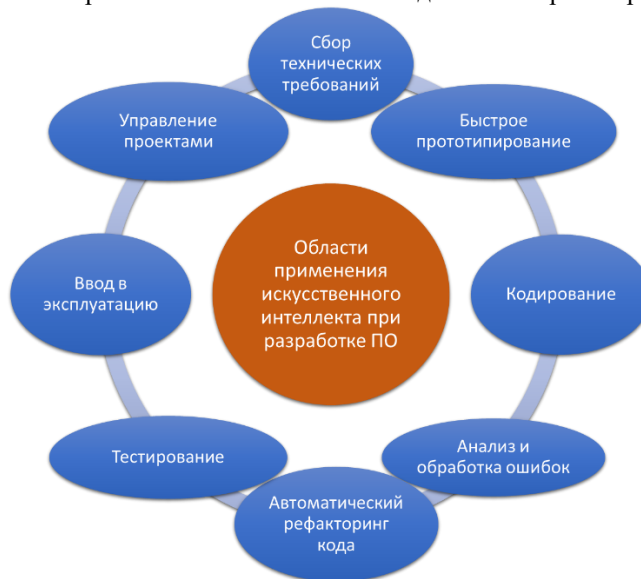 Сбор
технических
требований
Быстрое
прототипирование
Кодирование
Анализ и
обработка ошибок
Автоматический
рефакторинг
кода
Тестирование
Ввод в
эксплуатацию
Управление
проектами
Области
применения
искусственного
интеллекта при
разработке ПО